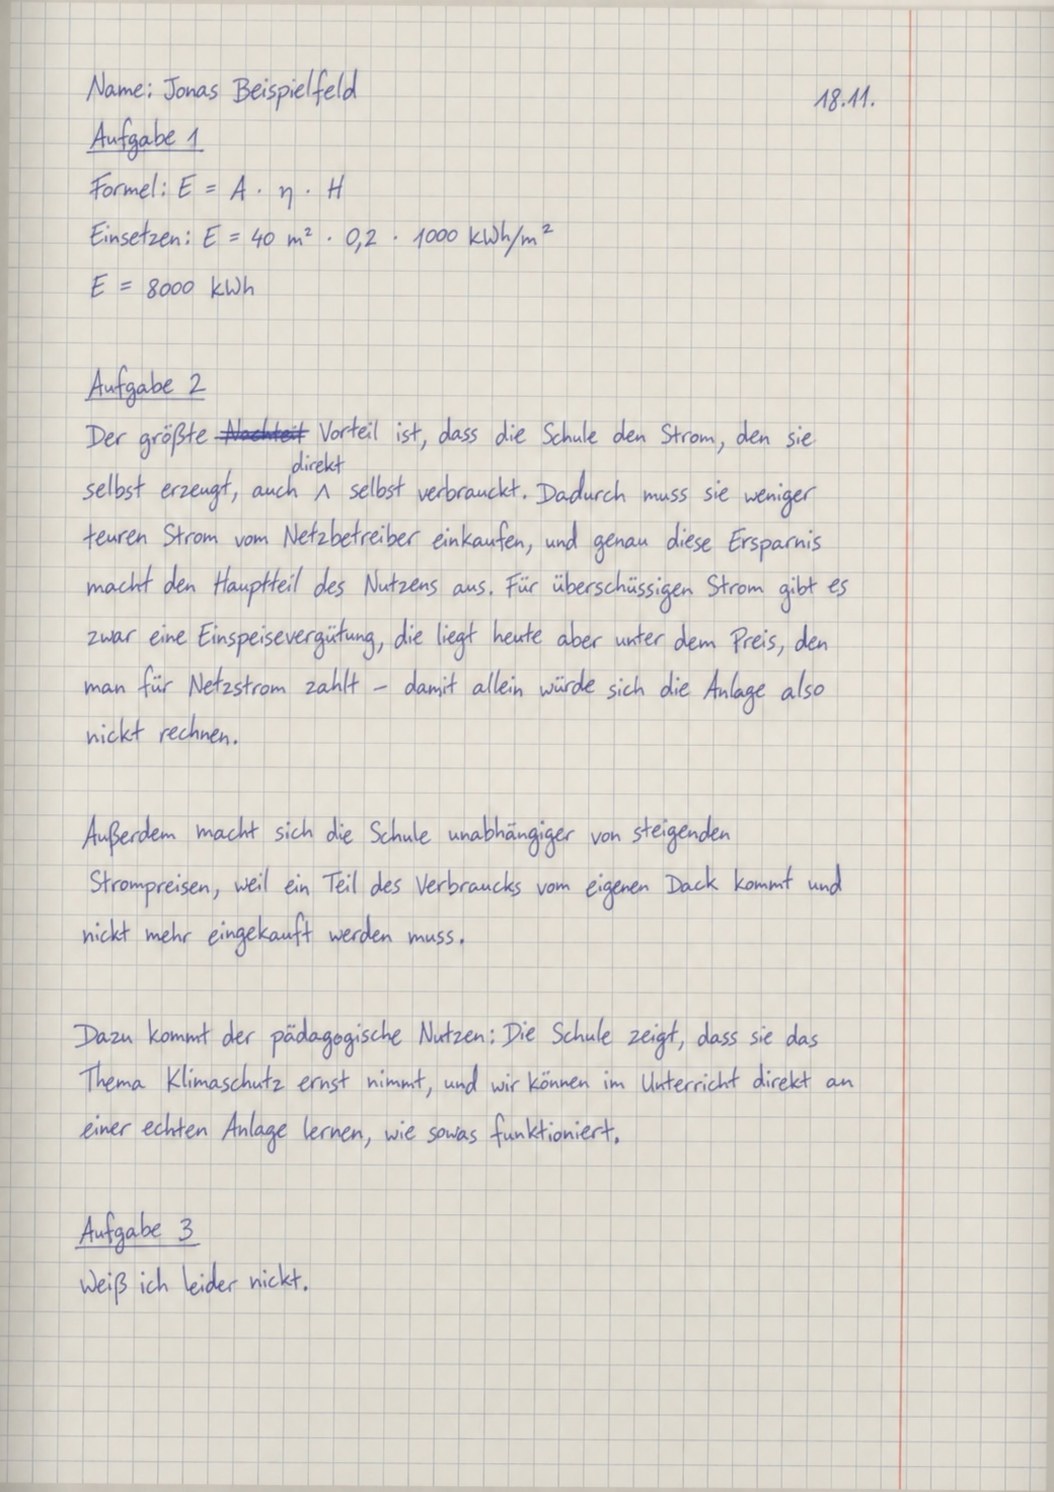 Name: Jonas Beispielfeld
18.11.
Aufgabe 1
Formel: E = A · η · H
Einsetzen: E = 40 m² · 0,2 · 1000 kWh/m²
E = 8000 kWh
Aufgabe 2
Der größte Nachteil Vorteil ist, dass die Schule den Strom, den sie
direkt
selbst erzeugt, auch ∧ selbst verbrauckt. Dadurch muss sie weniger
teuren Strom vom Netzbetreiber einkaufen, und genau diese Ersparnis
macht den Hauptteil des Nutzens aus. Für überschüssigen Strom gibt es
zwar eine Einspeisevergütung, die liegt heute aber unter dem Preis, den
man für Netzstrom zahlt – damit allein würde sich die Anlage also
nickt rechnen.
Außerdem macht sich die Schule unabhängiger von steigenden
Strompreisen, weil ein Teil des Verbraucks vom eigenen Dack kommt und
nickt mehr eingekauft werden muss.
Dazu kommt der pädagogische Nutzen: Die Schule zeigt, dass sie das
Thema Klimaschutz ernst nimmt, und wir können im Unterricht direkt an
einer echten Anlage lernen, wie sowas funktioniert.
Aufgabe 3
Weiß ich leider nickt.